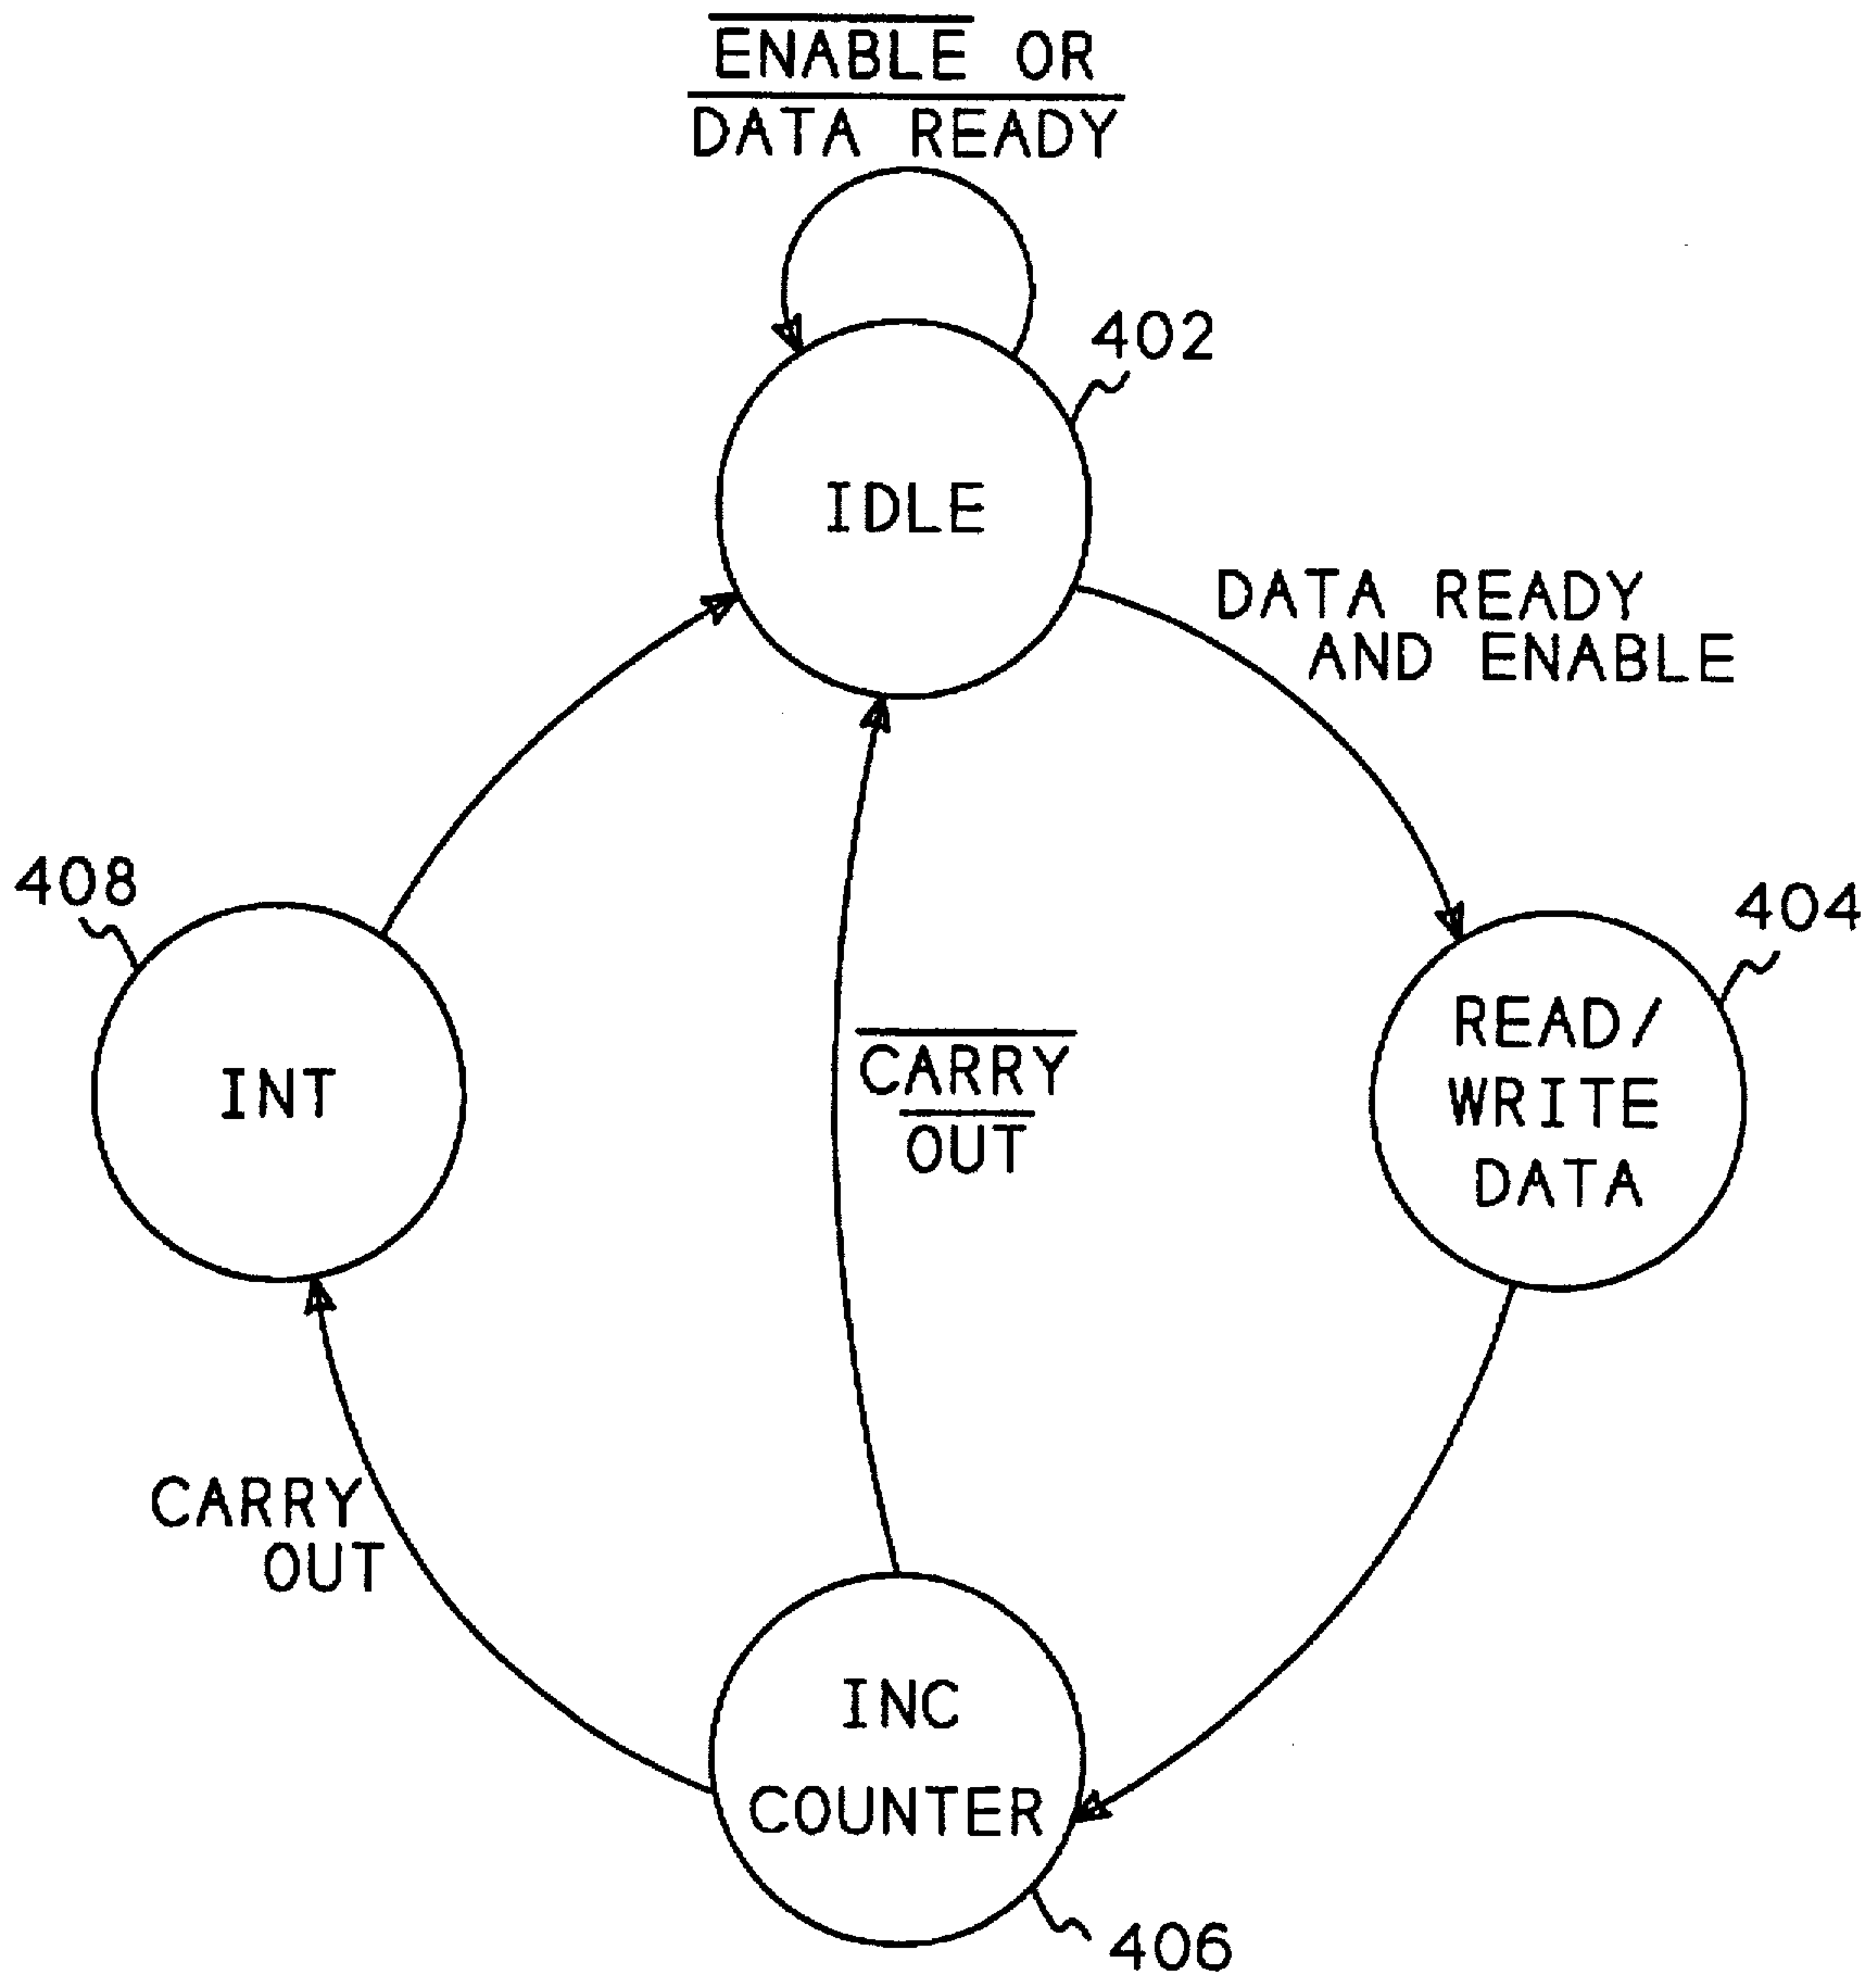 ENABLE OR
DATA READY
402
IDLE
DATA READY
AND ENABLE
408
404
INT
READ/
WRITE
DATA
CARRY
OUT
CARRY
OUT
INC
COUNTER
406